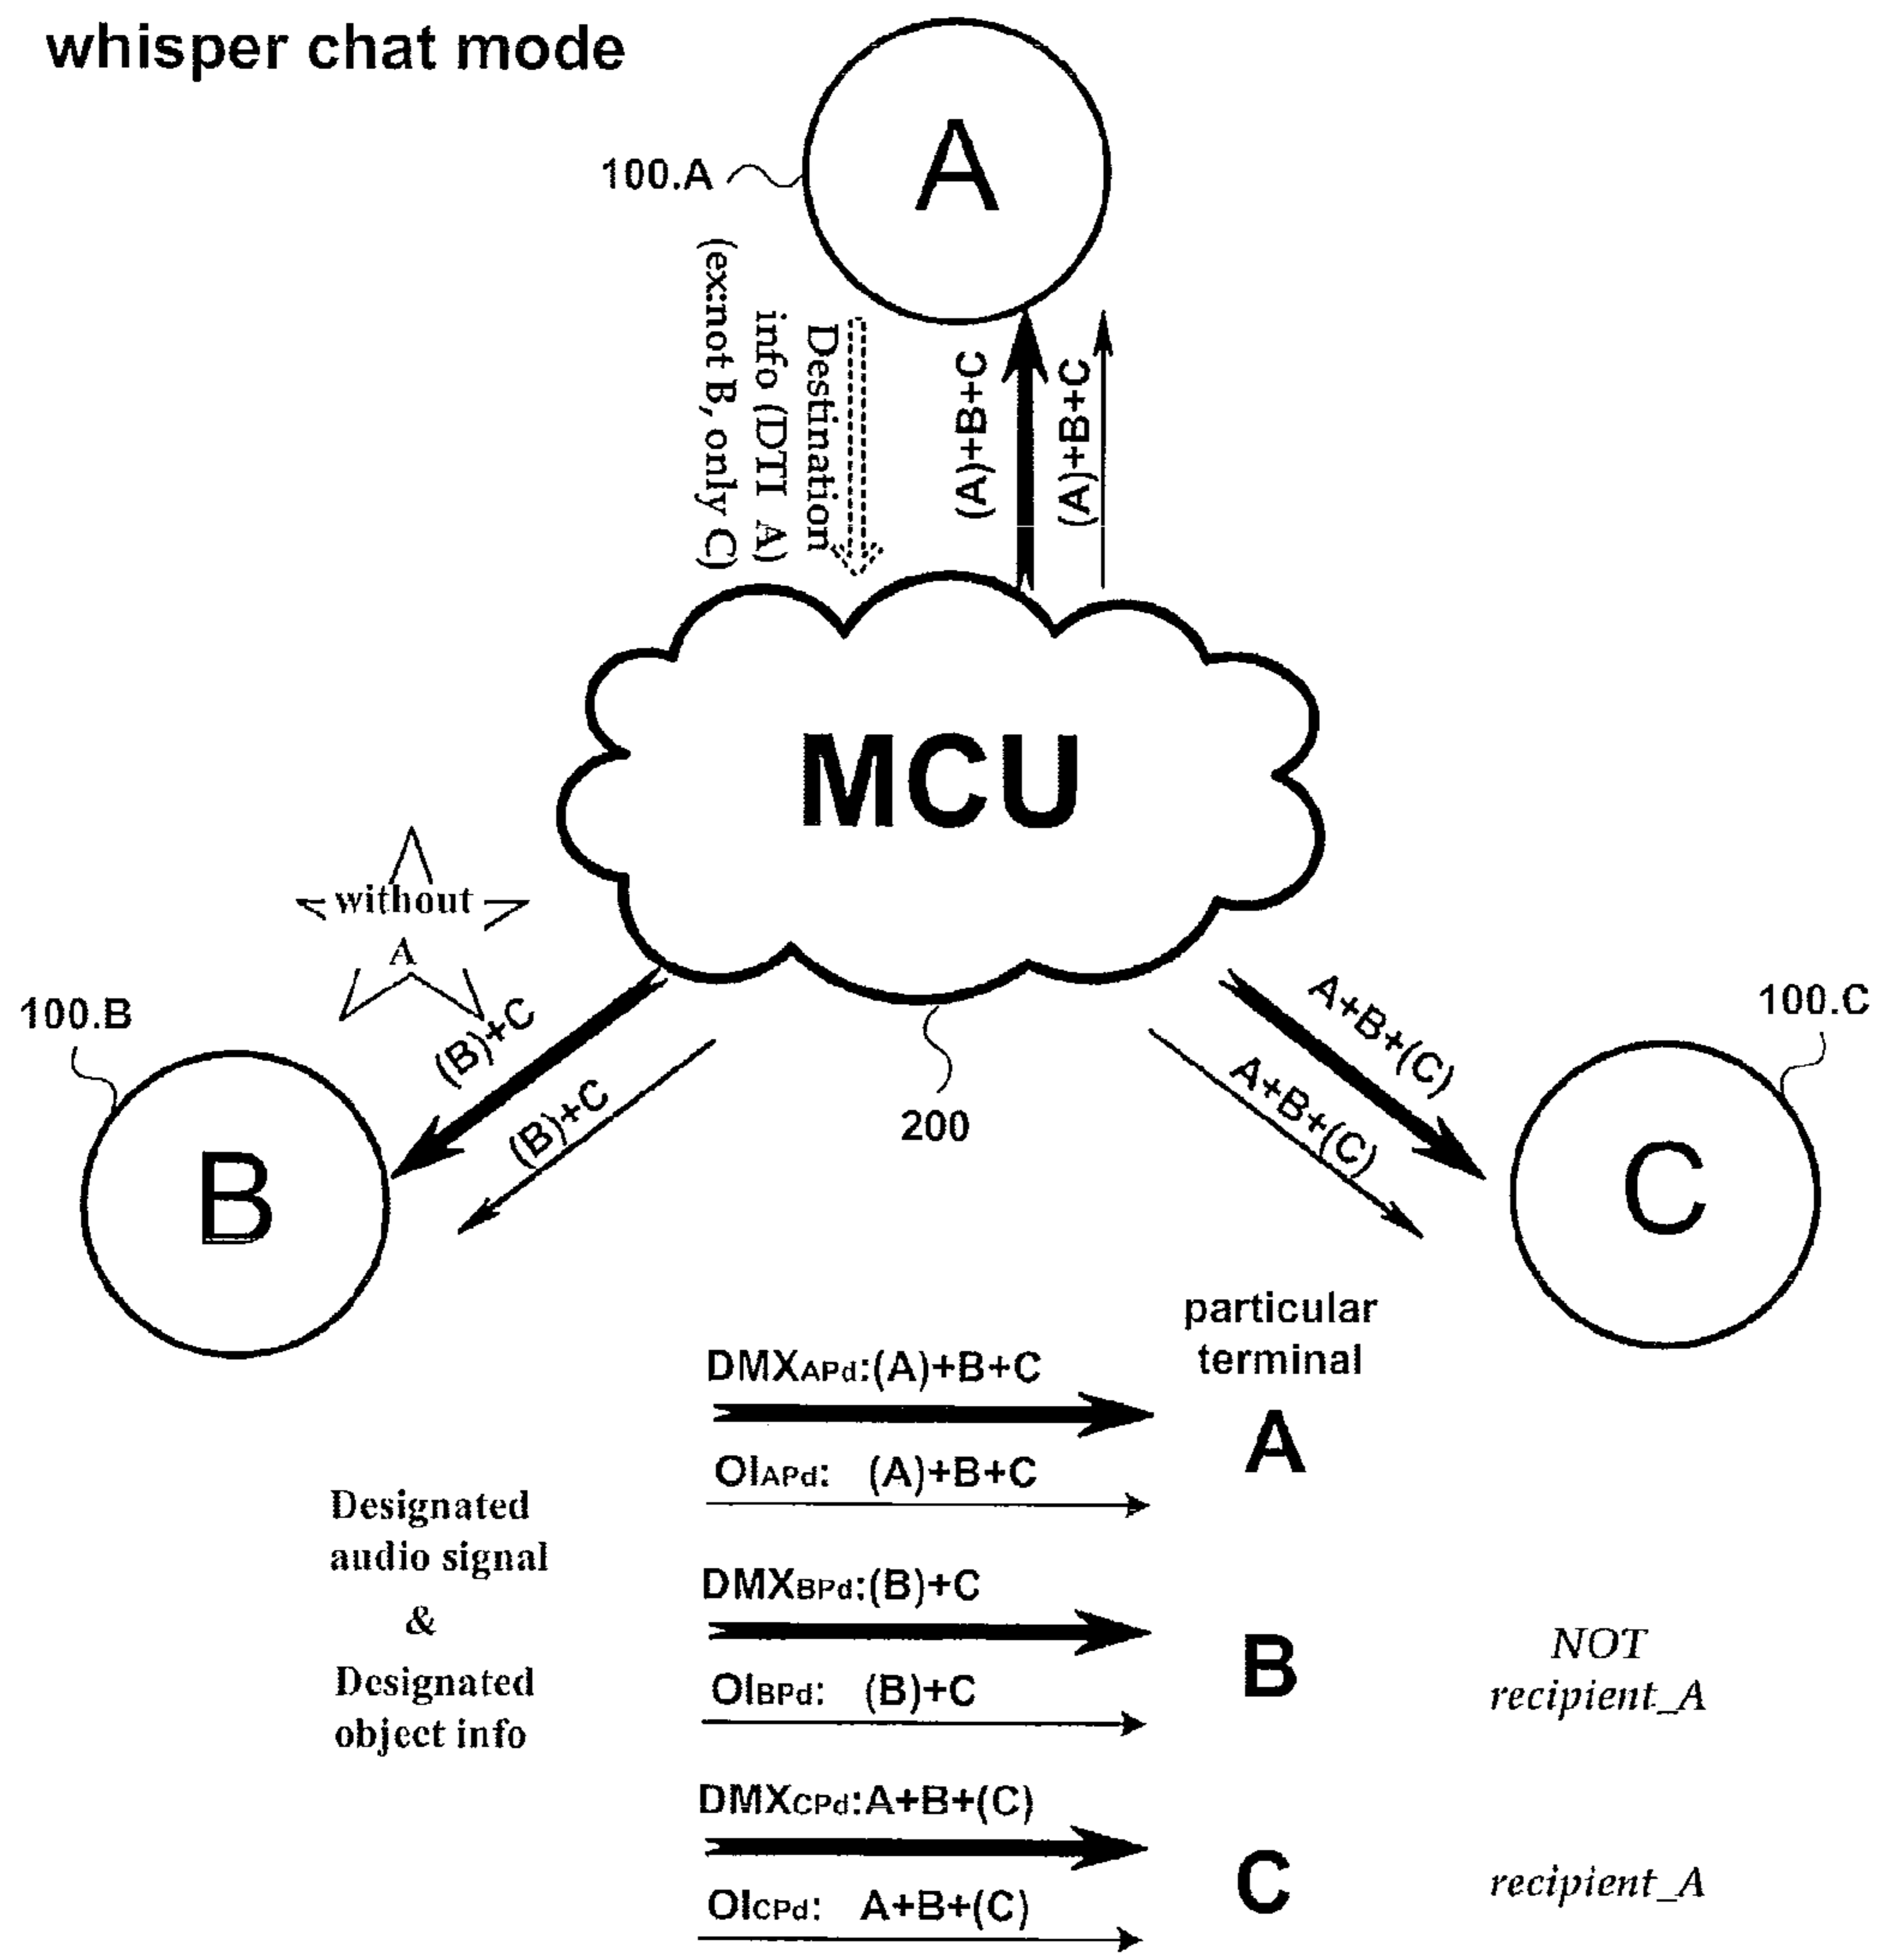 whisper chat mode
A
100.A
Destination
info (DTI_A)
(ex:not B, only C)
(A)+B+C
(A)+B+C
MCU
without
A
100.B
(B)+C
(B)+C
B
200
100.C
A+B+(C)
A+B+(C)
C
particular
terminal
DMXAPd:(A)+B+C
OIAPd: (A)+B+C
A
Designated
audio signal
&
Designated
object info
DMXBPd:(B)+C
OIBPd: (B)+C
B
NOT
recipient_A
DMXCPd:A+B+(C)
OICPd: A+B+(C)
C
recipient_A